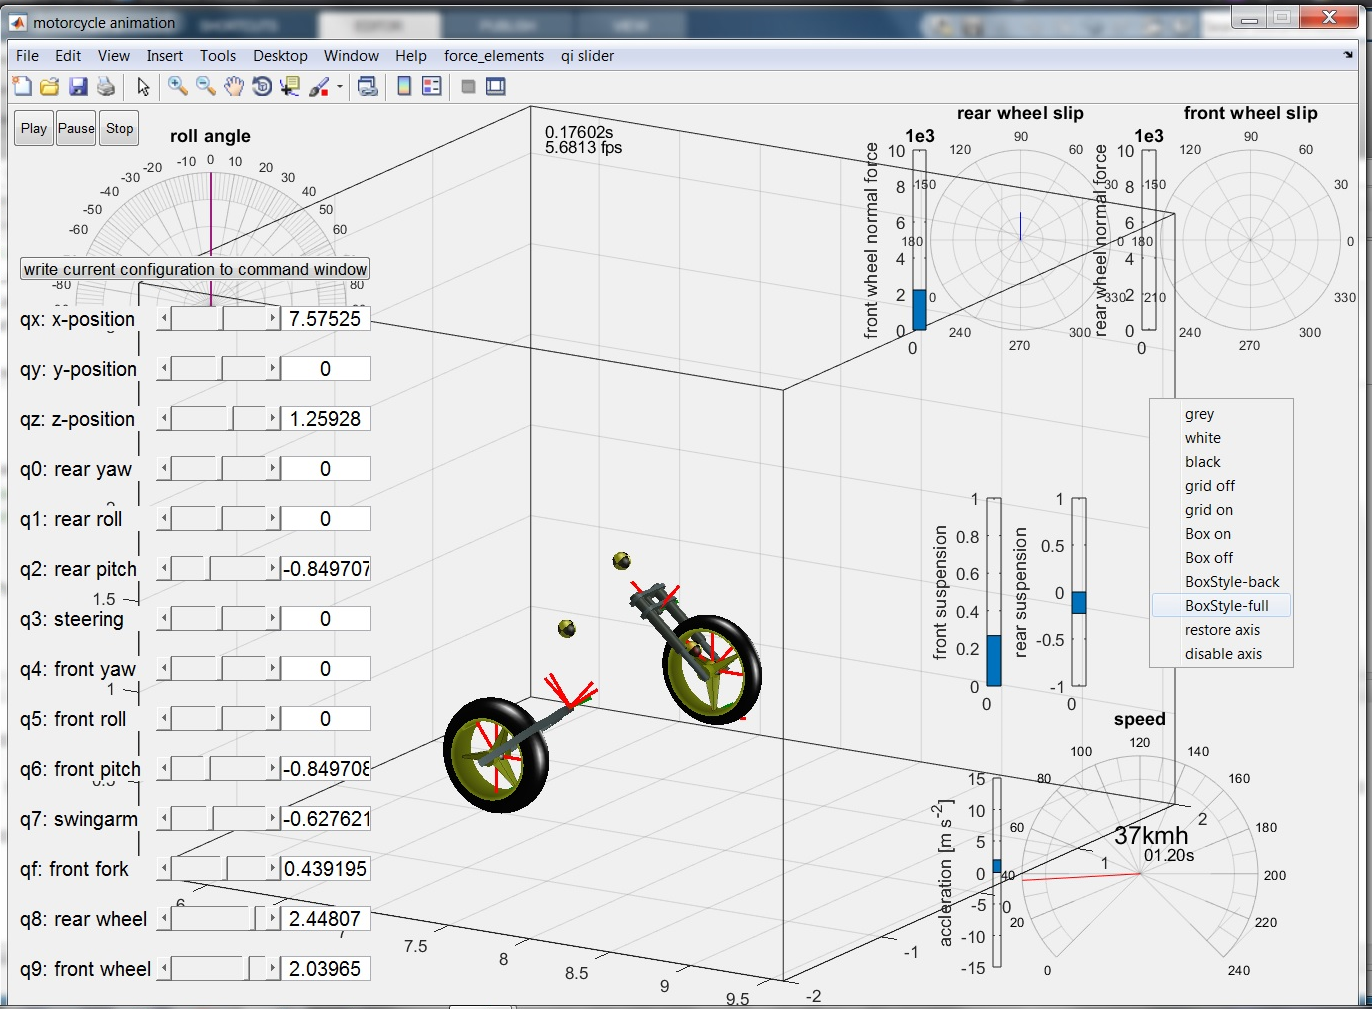 motorcycle animation
File Edit View Insert Tools Desktop Window Help force_elements qi slider
Play Pause Stop
roll angle
-60 -50 -40 -30 -20 -10 0 10 20 30 40 50 60
-80 80
0.17602s
5.6813 fps
write current configuration to command window
qx: x-position 7.57525
qy: y-position 0
qz: z-position 1.25928
q0: rear yaw 0
q1: rear roll 0
q2: rear pitch -0.849707
q3: steering 0
q4: front yaw 0
q5: front roll 0
q6: front pitch -0.849708
q7: swingarm -0.627621
qf: front fork 0.439195
q8: rear wheel 2.44807
q9: front wheel 2.03965
1.5
1
7.5 8 8.5 9 9.5
-2 -1 0 1 2
front wheel normal force
1e3
10
8
6
4
2
0
0
rear wheel slip
90
120
150
180 0
240 270 300 330
rear wheel normal force
1e3
10
8
6
4
2
0
0
front wheel slip
90
120 60
150 30
180 0
210 330
240 270 300
30
grey
white
black
grid off
grid on
Box on
Box off
BoxStyle-back
BoxStyle-full
restore axis
disable axis
front suspension
1
0.8
0.6
0.4
0.2
0
0
rear suspension
1
0.5
0
-0.5
-1
0
accleration [m s-2]
15
10
5
0
-5
-10
-15
speed
0 20 40 60 80 100 120 140 160 180 200 220 240
37kmh
01.20s